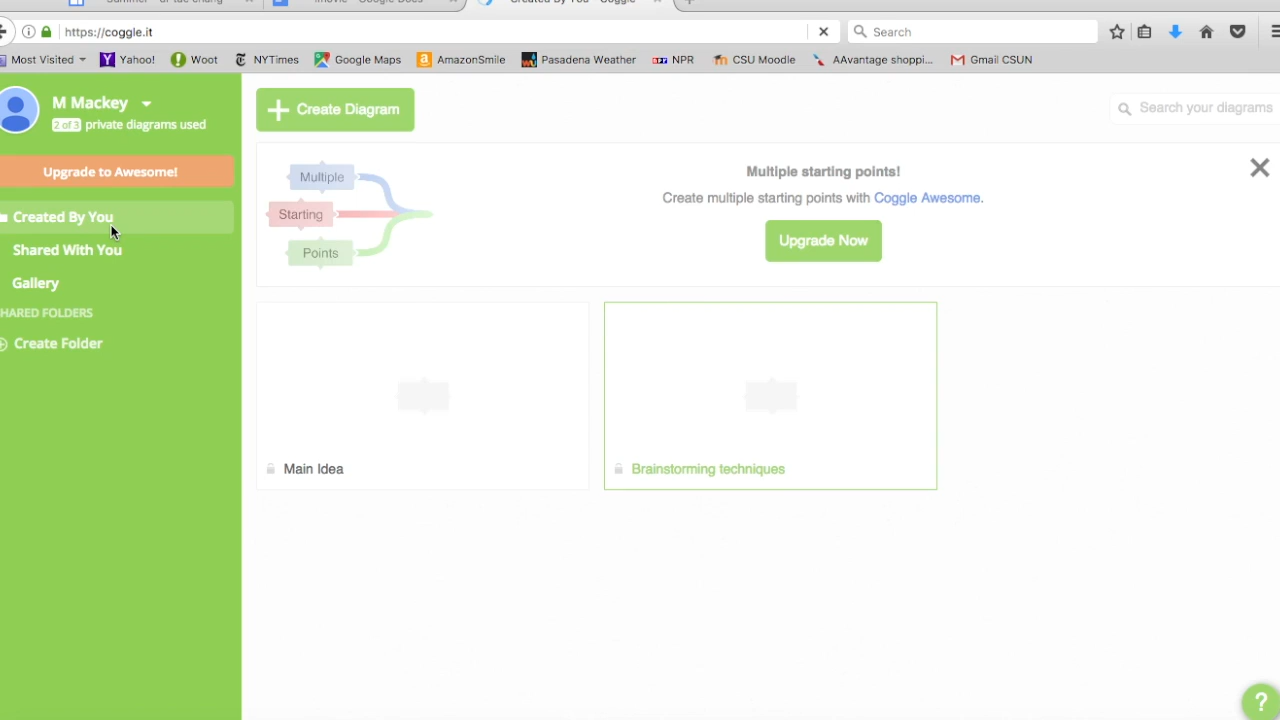 https://coggle.it
Search
Most Visited
Yahoo!
Woot
NYTimes
Google Maps
AmazonSmile
Pasadena Weather
NPR
CSU Moodle
AAvantage shoppi...
Gmail CSUN
M Mackey
2 of 3 private diagrams used
Upgrade to Awesome!
Created By You
Shared With You
Gallery
HARED FOLDERS
Create Folder
Create Diagram
Search your diagrams
Multiple
Starting
Points
Multiple starting points!
Create multiple starting points with Coggle Awesome.
Upgrade Now
Main Idea
Brainstorming techniques
?